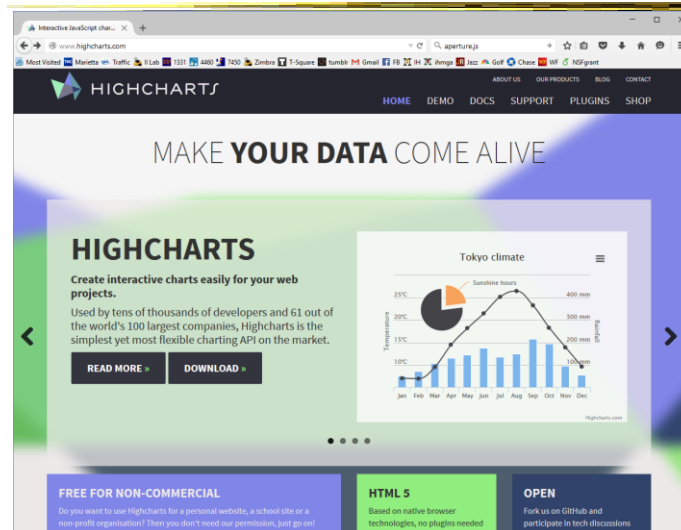 Interactive JavaScript char...
www.highcharts.com
aperture.js
Most Visited Marietta Traffic II Lab 1331 4460 7450 Zimbra T-Square tumblr Gmail FB IH ihmgs Jazz Golf Chase WF NSFgrant
ABOUT US OUR PRODUCTS BLOG CONTACT
HIGHCHARTS
HOME DEMO DOCS SUPPORT PLUGINS SHOP
MAKE YOUR DATA COME ALIVE
HIGHCHARTS
Create interactive charts easily for your web
projects.
Used by tens of thousands of developers and 61 out of
the world's 100 largest companies, Highcharts is the
simplest yet most flexible charting API on the market.
READ MORE »
DOWNLOAD »
Tokyo climate
Sunshine hours
25°C
20°C
15°C
10°C
Temperature
400 mm
300 mm
200 mm
100 mm
Rainfall
Jan Feb Mar Apr May Jun Jul Aug Sep Oct Nov Dec
Highcharts.com
FREE FOR NON-COMMERCIAL
Do you want to use Highcharts for a personal website, a school site or a
non-profit organisation? Then you don't need our permission, just go on!
HTML 5
Based on native browser
technologies, no plugins needed
OPEN
Fork us on GitHub and
participate in tech discussions